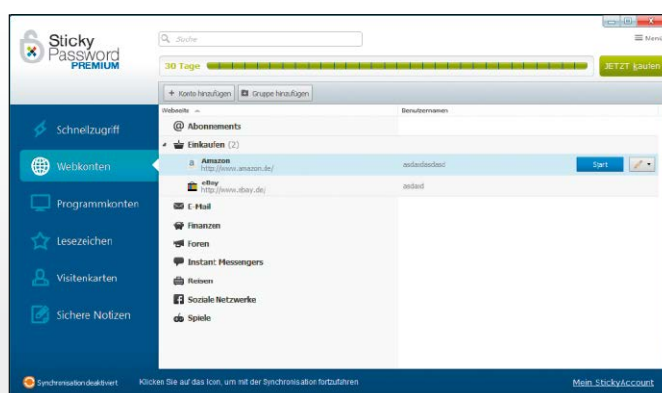 Sticky
Password
PREMIUM
Suche
Menü
30 Tage
JETZT kaufen
+ Konto hinzufügen
Gruppe hinzufügen
Webseite
Benutzernamen
Schnellzugriff
Webkonten
Programmkonten
Lesezeichen
Visitenkarten
Sichere Notizen
@ Abonnements
Einkaufen (2)
Amazon
http://www.amazon.de/
Start
eBay
http://www.ebay.de/
E-Mail
Finanzen
Foren
Instant Messengers
Reisen
Soziale Netzwerke
Spiele
Synchronisation deaktiviert
Klicken Sie auf das Icon, um mit der Synchronisation fortzufahren
Mein StickyAccount